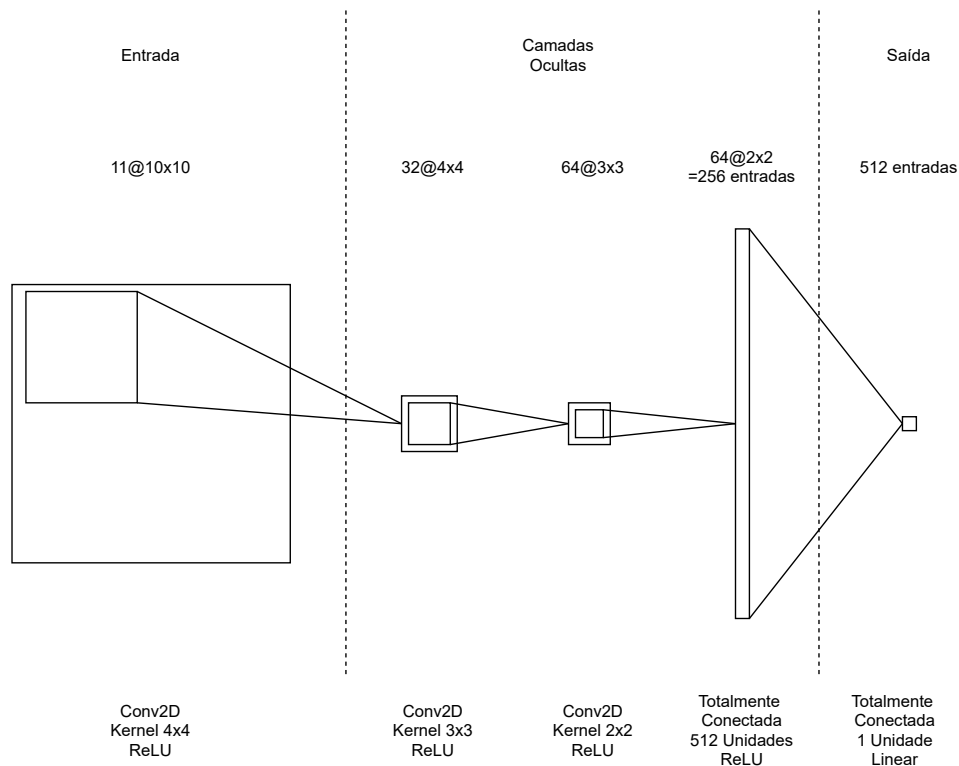 Entrada
Camadas
Ocultas
Saída
11@10x10
32@4x4
64@3x3
64@2x2
=256 entradas
512 entradas
Conv2D
Kernel 4x4
ReLU
Conv2D
Kernel 3x3
ReLU
Conv2D
Kernel 2x2
ReLU
Totalmente
Conectada
512 Unidades
ReLU
Totalmente
Conectada
1 Unidade
Linear